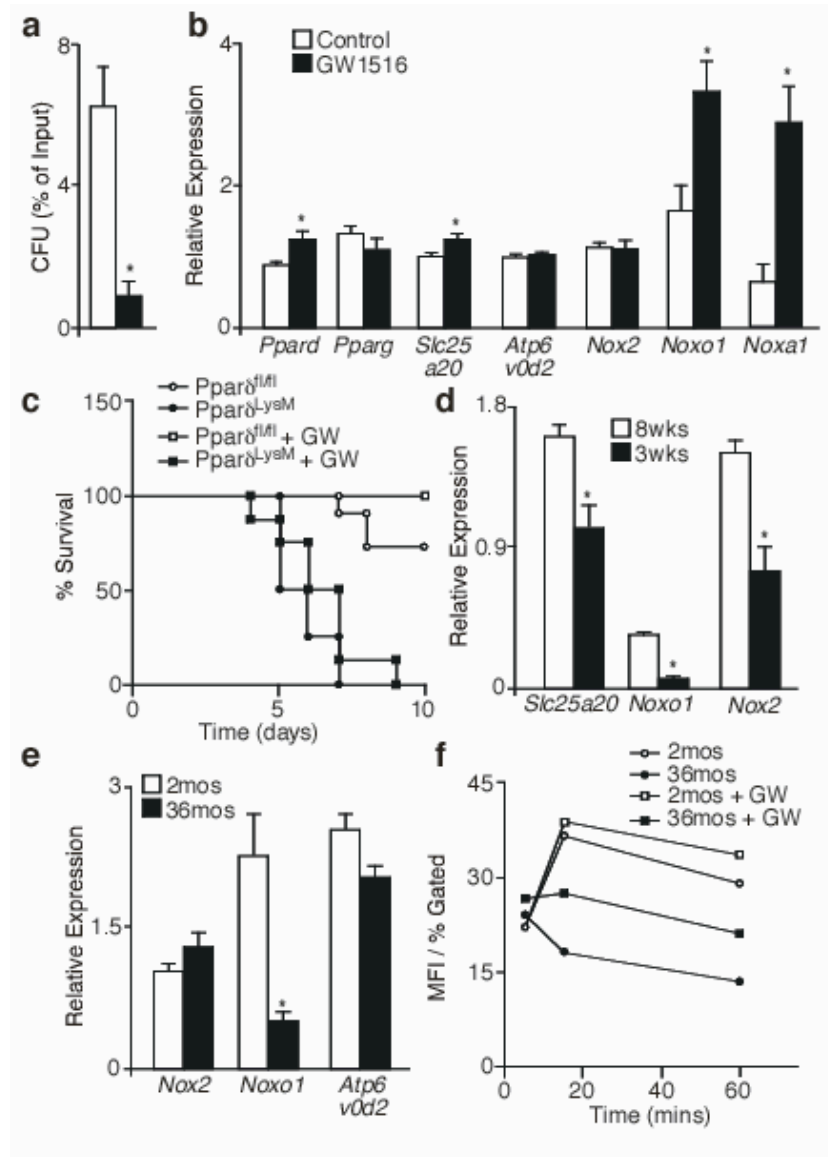 a
8
4
0
CFU (% of Input)
*
b
Control
GW1516
4
2
0
Relative Expression
* * * *
Ppard Pparg Slc25 a20 Atp6 v0d2 Nox2 Noxo1 Noxa1
c
Pparδfl/fl
PparδLysM
Pparδfl/fl + GW
PparδLysM + GW
150
100
50
0
% Survival
0 5 10
Time (days)
d
8wks
3wks
1.8
0.9
0
Relative Expression
* * *
Slc25a20 Noxo1 Nox2
e
2mos
36mos
3
1.5
0
Relative Expression
*
Nox2 Noxo1 Atp6 v0d2
f
2mos
36mos
2mos + GW
36mos + GW
45
30
15
0
MFI / % Gated
0 20 40 60
Time (mins)